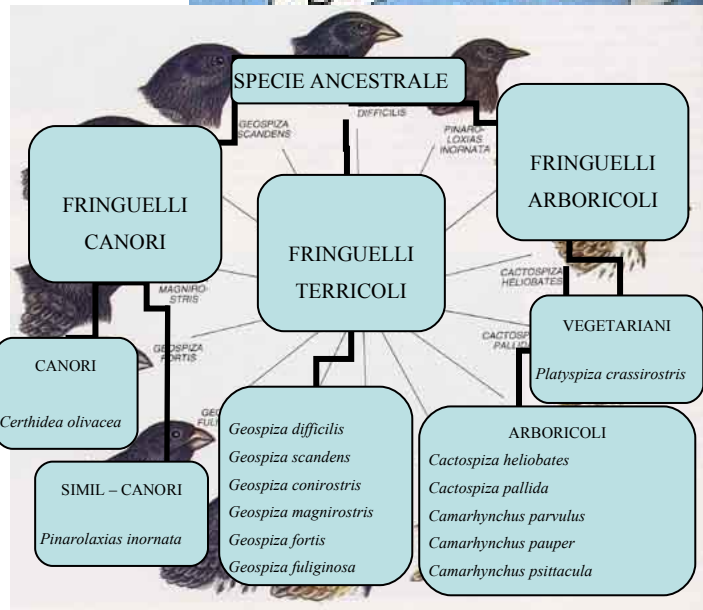 SPECIE ANCESTRALE
DIFFICILIS
GEOSPIZA
SCANDENS
PINARO-
LOXIAS
INORNATA
FRINGUELLI
CANORI
FRINGUELLI
TERRICOLI
FRINGUELLI
ARBORICOLI
MAGNIRO-
STRIS
GEOSPIZA
FORTIS
CACTOSPIZA
HELIOBATES
CACTOSPIZA
PALLIDA
CANORI
Certhidea olivacea
SIMIL – CANORI
Pinarolaxias inornata
Geospiza difficilis
Geospiza scandens
Geospiza conirostris
Geospiza magnirostris
Geospiza fortis
Geospiza fuliginosa
VEGETARIANI
Platyspiza crassirostris
ARBORICOLI
Cactospiza heliobates
Cactospiza pallida
Camarhynchus parvulus
Camarhynchus pauper
Camarhynchus psittacula